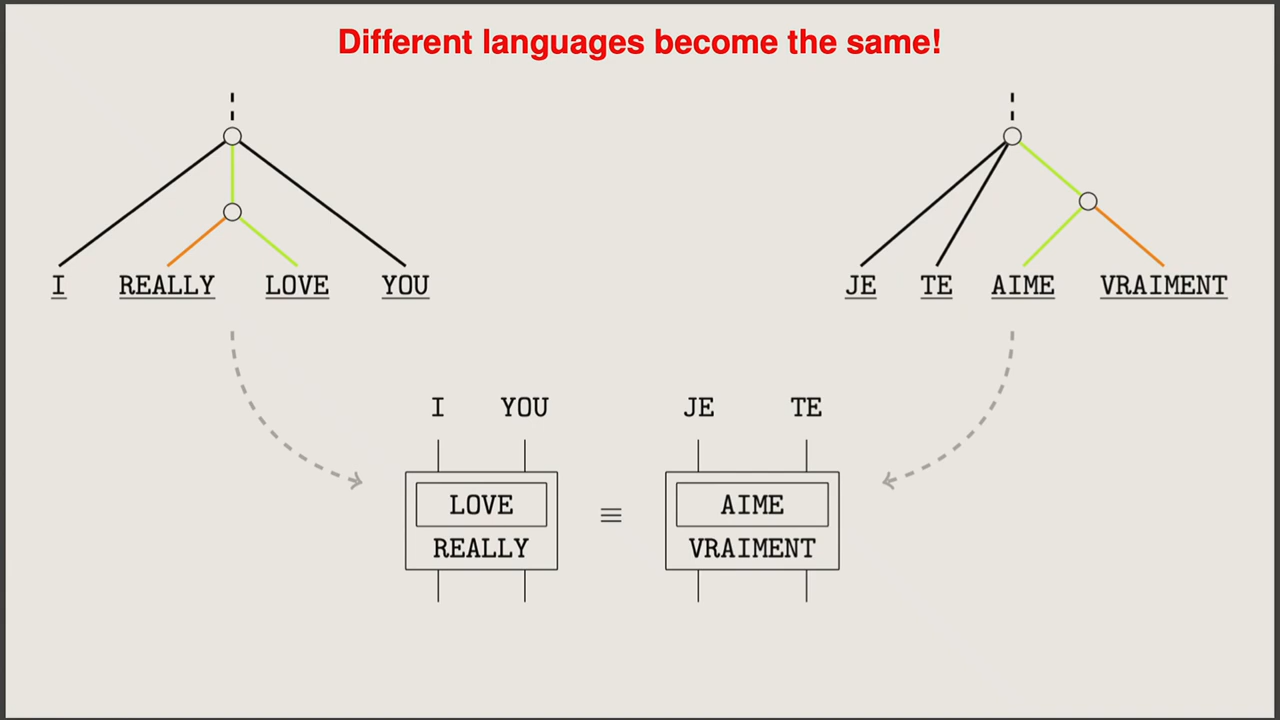 Different languages become the same!
I REALLY LOVE YOU
JE TE AIME VRAIMENT
I YOU
JE TE
LOVE
REALLY
≡
AIME
VRAIMENT